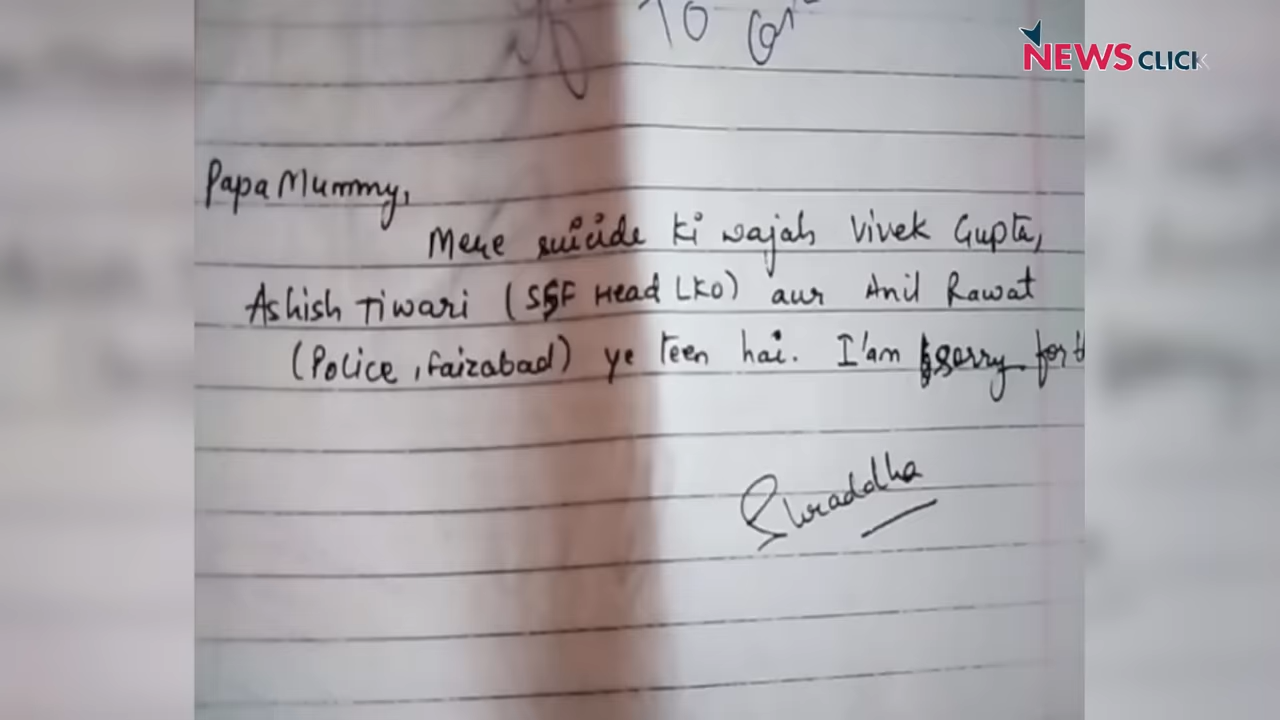 To Can
NEWSCLICK
Papa Mummy,
Mere suicide ki wajah Vivek Gupta,
Ashish Tiwari (SSF Head LKO) aur Anil Rawat
(Police, Faizabad) ye teen hai. I'am sorry for
Shraddha